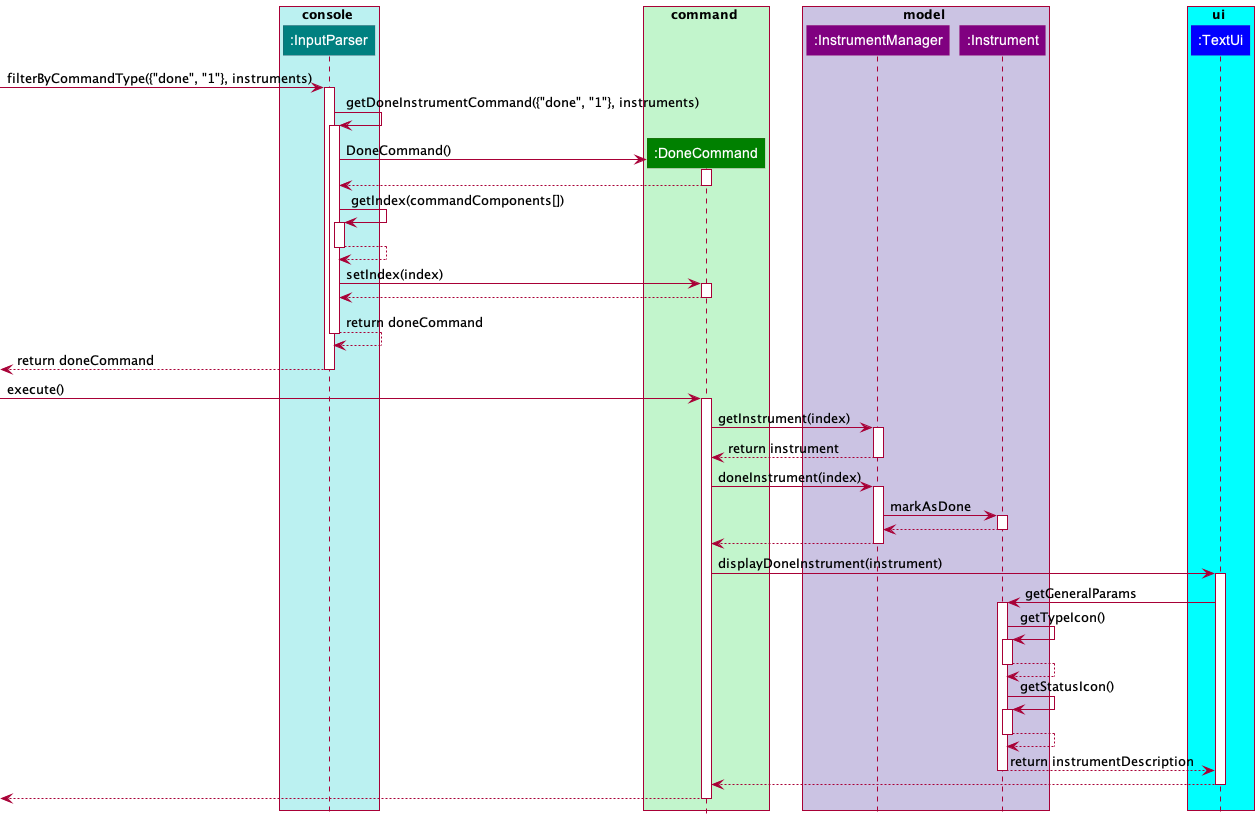 console
command
model
ui
:InputParser
:InstrumentManager
:Instrument
:TextUi
filterByCommandType({"done", "1"}, instruments)
getDoneInstrumentCommand({"done", "1"}, instruments)
DoneCommand()
:DoneCommand
getIndex(commandComponents[])
setIndex(index)
return doneCommand
return doneCommand
execute()
getInstrument(index)
return instrument
doneInstrument(index)
markAsDone
displayDoneInstrument(instrument)
getGeneralParams
getTypeIcon()
getStatusIcon()
return instrumentDescription